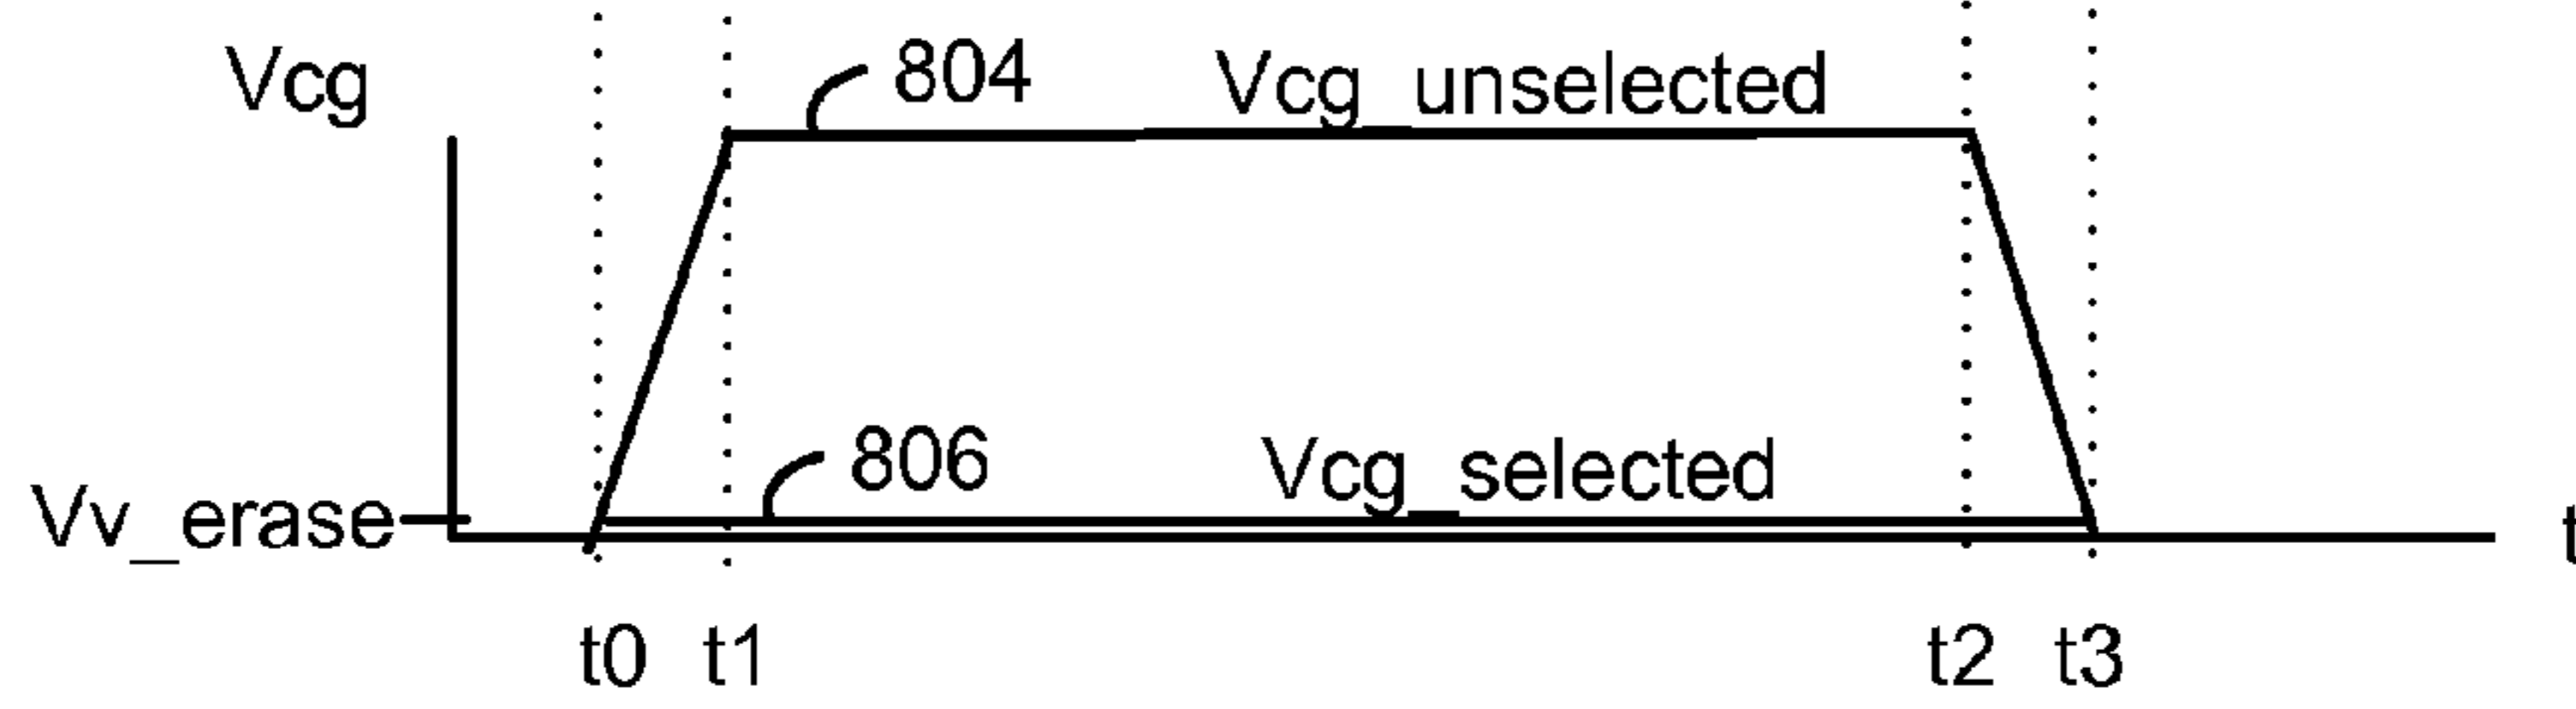 Vcg
804
Vcg_unselected
806
Vcg_selected
Vv_erase
t
t0
t1
t2
t3